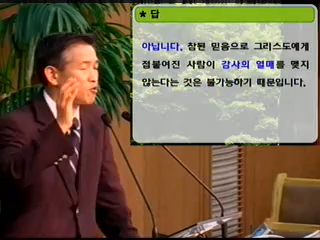 ★ 답
아닙니다. 참된 믿음으로 그리스도에게
접붙여진 사람이 감사의 열매를 맺지
않는다는 것은 불가능하기 때문입니다.